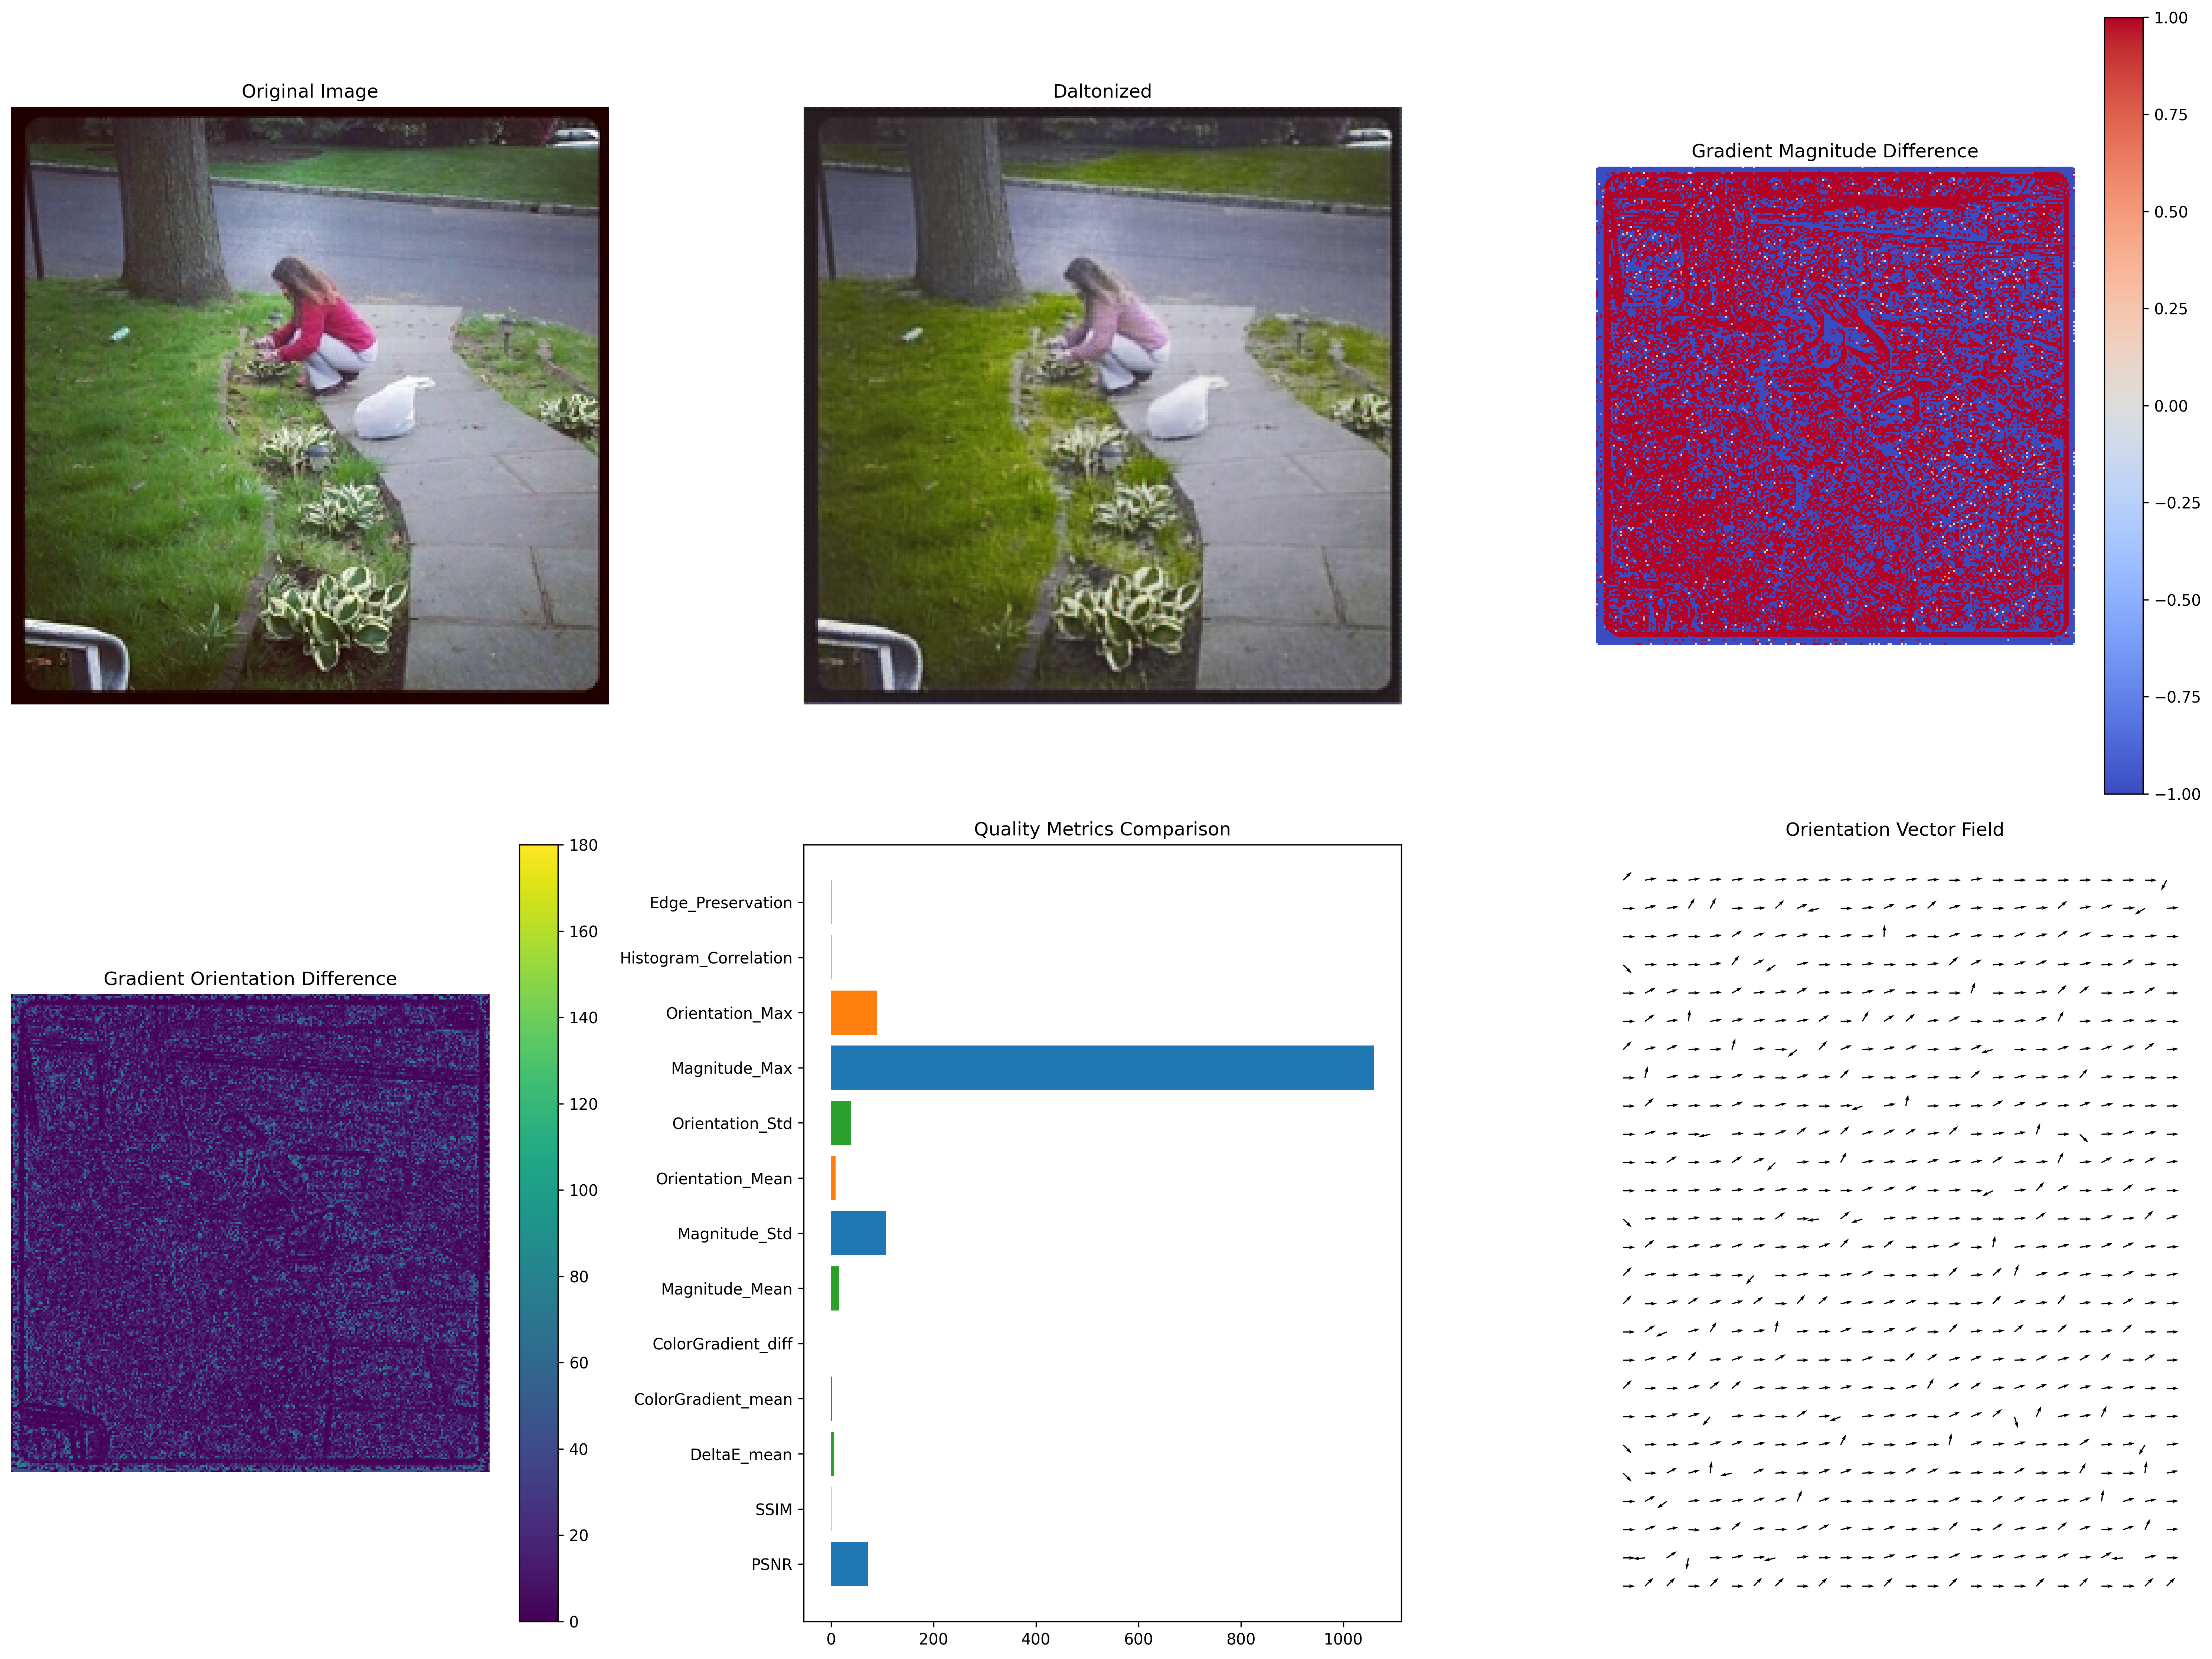 Original Image
Daltonized
Gradient Magnitude Difference
1.00
0.75
0.50
0.25
0.00
−0.25
−0.50
−0.75
−1.00
Gradient Orientation Difference
180
160
140
120
100
80
60
40
20
0
Quality Metrics Comparison
Edge_Preservation
Histogram_Correlation
Orientation_Max
Magnitude_Max
Orientation_Std
Orientation_Mean
Magnitude_Std
Magnitude_Mean
ColorGradient_diff
ColorGradient_mean
DeltaE_mean
SSIM
PSNR
0 200 400 600 800 1000
Orientation Vector Field